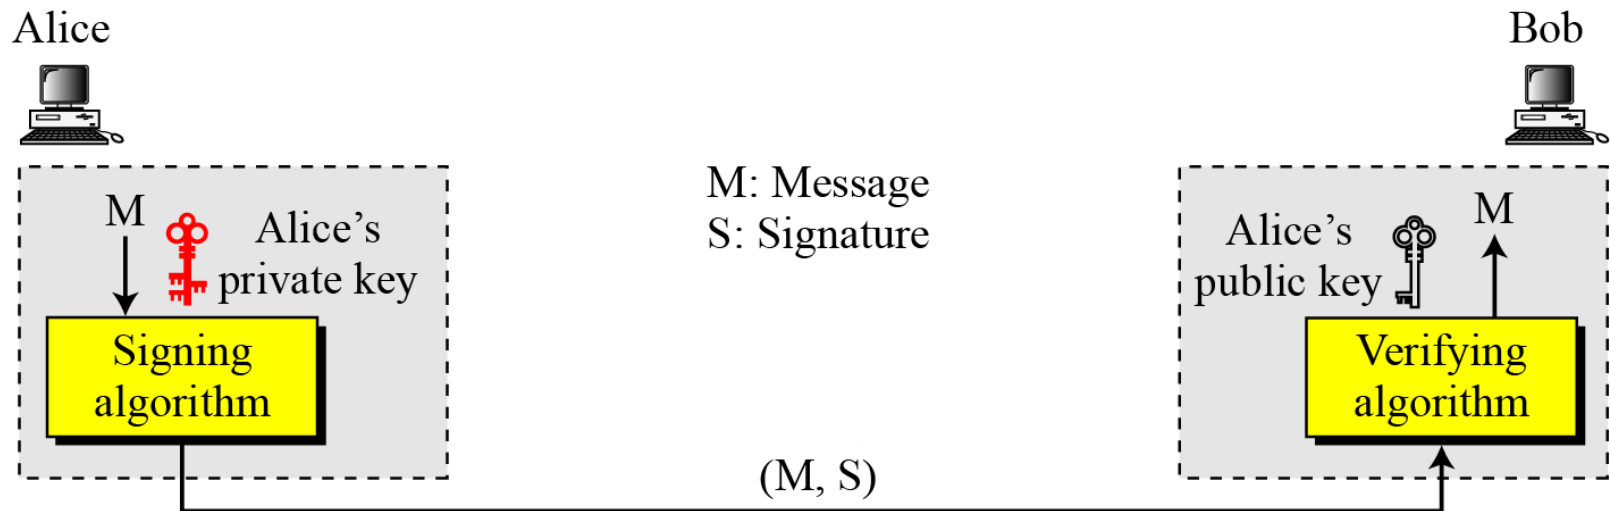 Alice
Bob
M: Message
S: Signature
M
Alice’s
private key
Signing
algorithm
Alice’s
public key
M
Verifying
algorithm
(M, S)